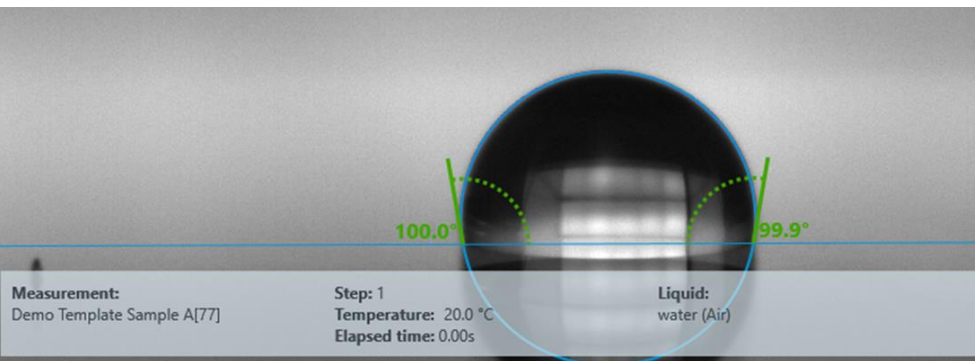 100.0°
99.9°
Measurement:
Demo Template Sample A[77]
Step: 1
Temperature: 20.0 °C
Elapsed time: 0.00s
Liquid:
water (Air)